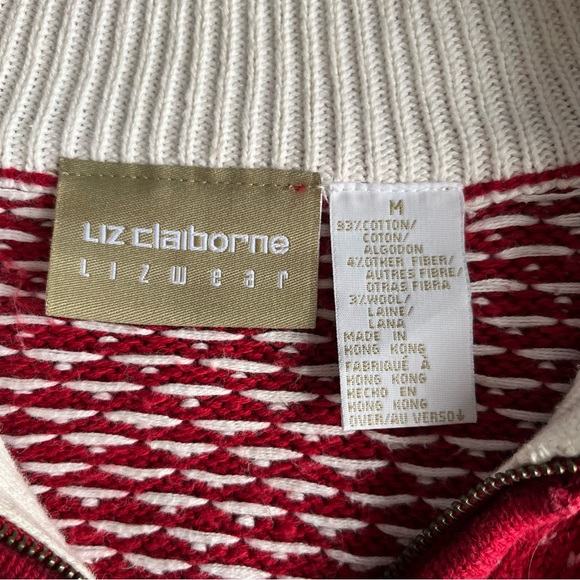 Liz claiborne
Lizwear
M
93% COTTON/
COTON/
ALGODON
4% OTHER FIBER/
AUTRES FIBRE/
OTRAS FIBRA
3% WOOL/
LAINE/
LANA
MADE IN
HONG KONG
FABRIQUÉ À
HONG KONG
HECHO EN
HONG KONG
OVER/AU VERSO↓